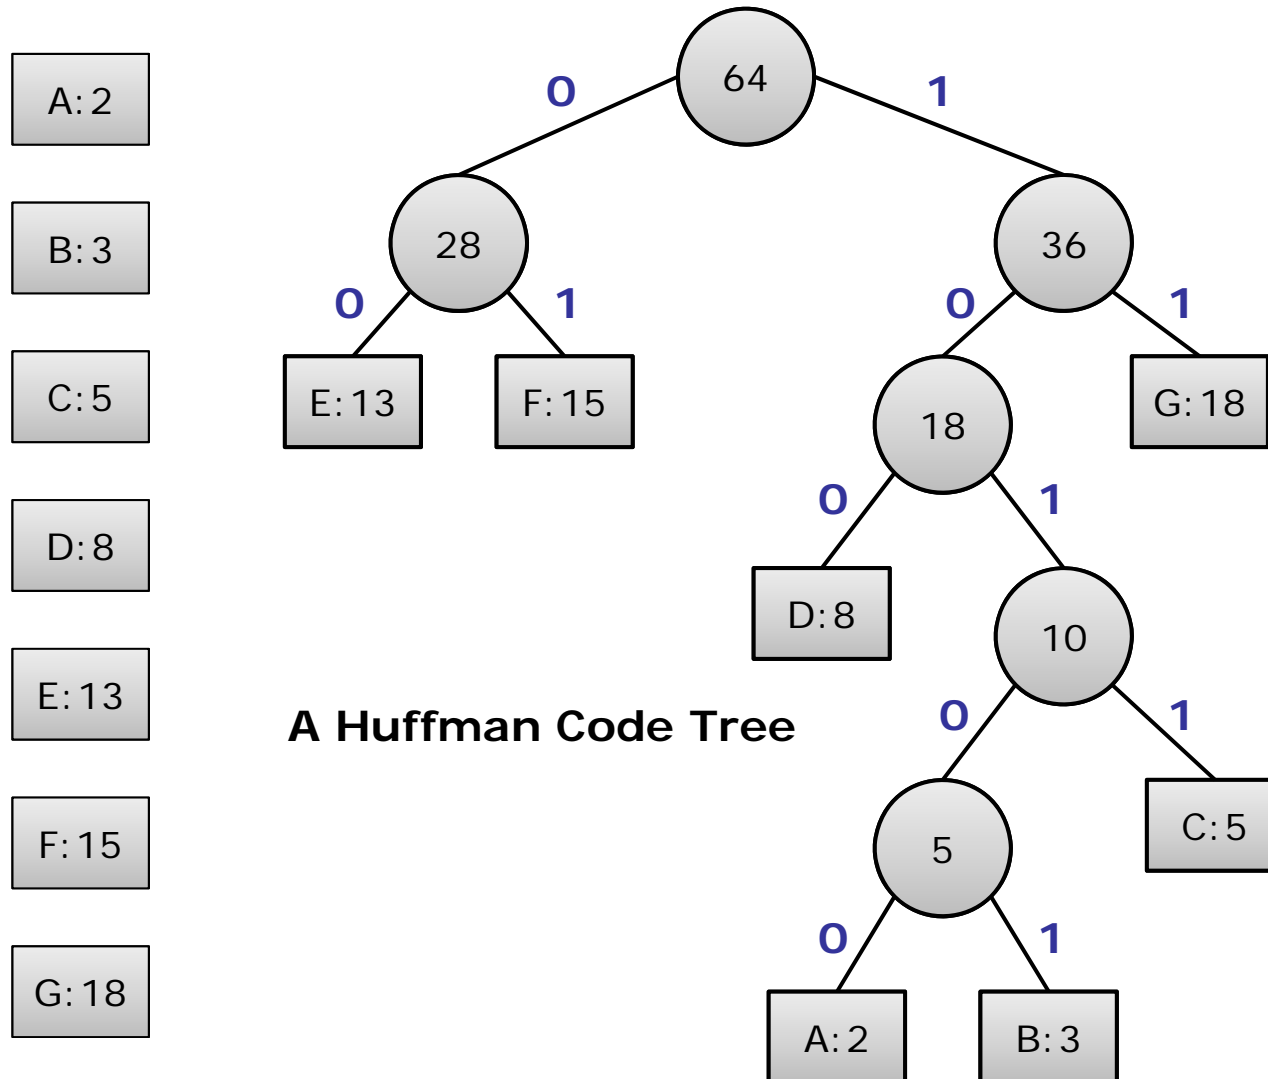 A:2
B:3
C:5
D:8
E:13
F:15
G:18
64
0 1
28 36
0 1 0 1
E:13 F:15 18 G:18
0 1
D:8 10
A Huffman Code Tree
0 1
5 C:5
0 1
A:2 B:3